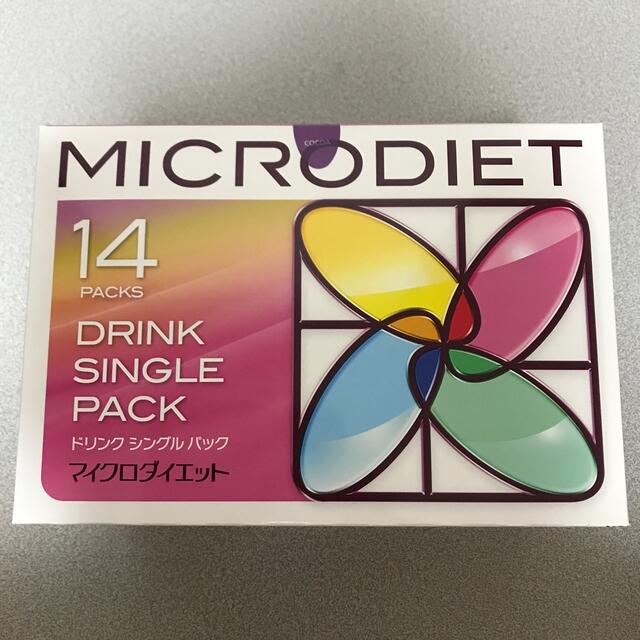 COCOA
MICRODIET
14
PACKS
DRINK
SINGLE
PACK
ドリンク シングル パック
マイクロダイエット